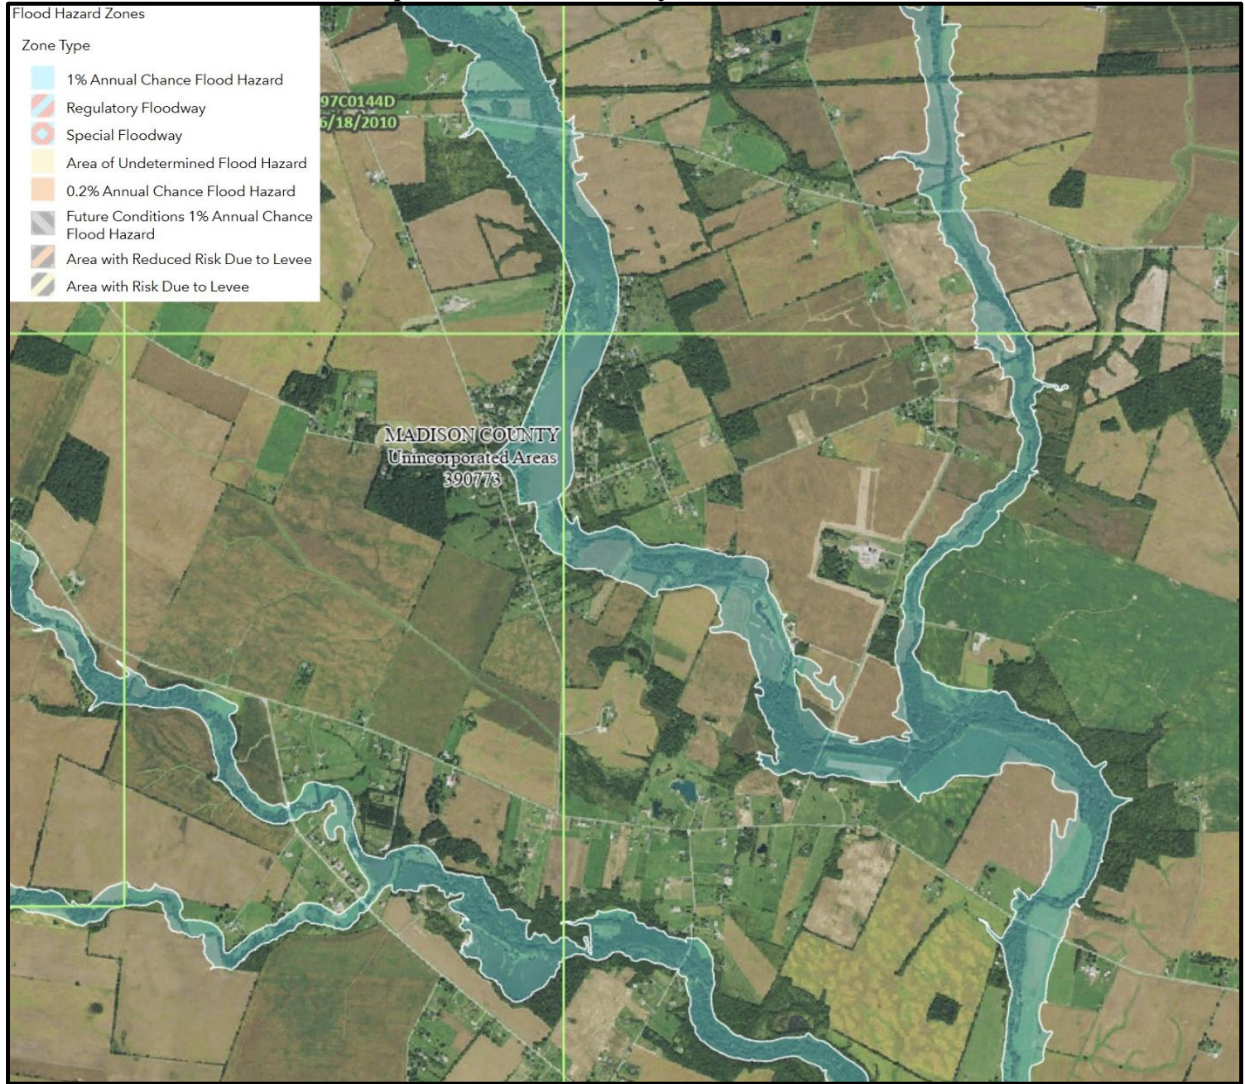 Flood Hazard Zones
Zone Type
1% Annual Chance Flood Hazard
Regulatory Floodway
Special Floodway
Area of Undetermined Flood Hazard
0.2% Annual Chance Flood Hazard
Future Conditions 1% Annual Chance
Flood Hazard
Area with Reduced Risk Due to Levee
Area with Risk Due to Levee
97C0144D
6/18/2010
MADISON COUNTY
Unincorporated Areas
390773